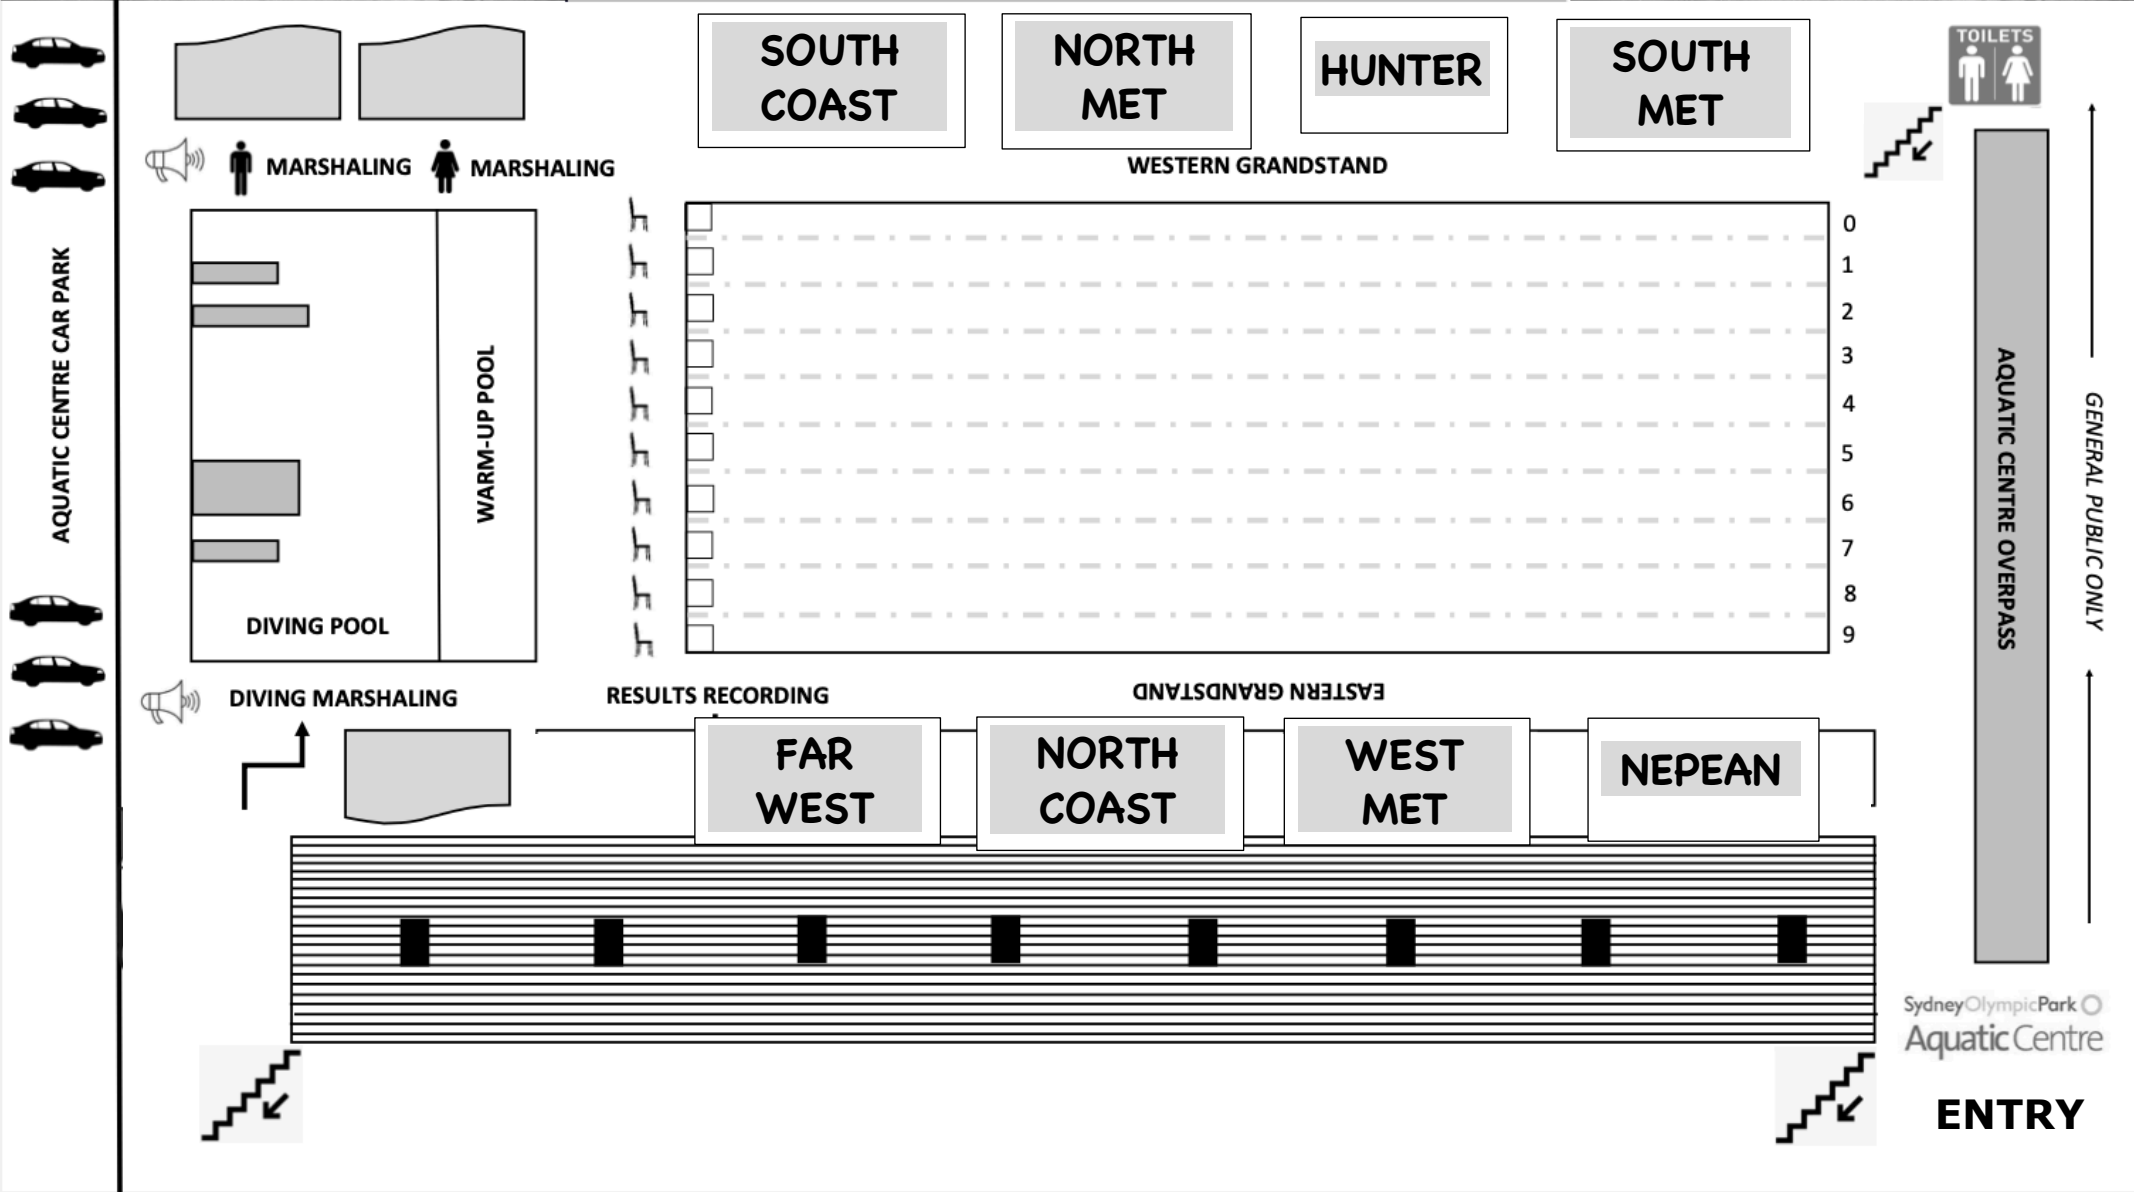 SOUTH
COAST
NORTH
MET
HUNTER
SOUTH
MET
TOILETS
MARSHALING
MARSHALING
WESTERN GRANDSTAND
AQUATIC CENTRE CAR PARK
WARM-UP POOL
DIVING POOL
0
1
2
3
4
5
6
7
8
9
AQUATIC CENTRE OVERPASS
GENERAL PUBLIC ONLY
DIVING MARSHALING
RESULTS RECORDING
EASTERN GRANDSTAND
FAR
WEST
NORTH
COAST
WEST
MET
NEPEAN
SydneyOlympicPark
AquaticCentre
ENTRY